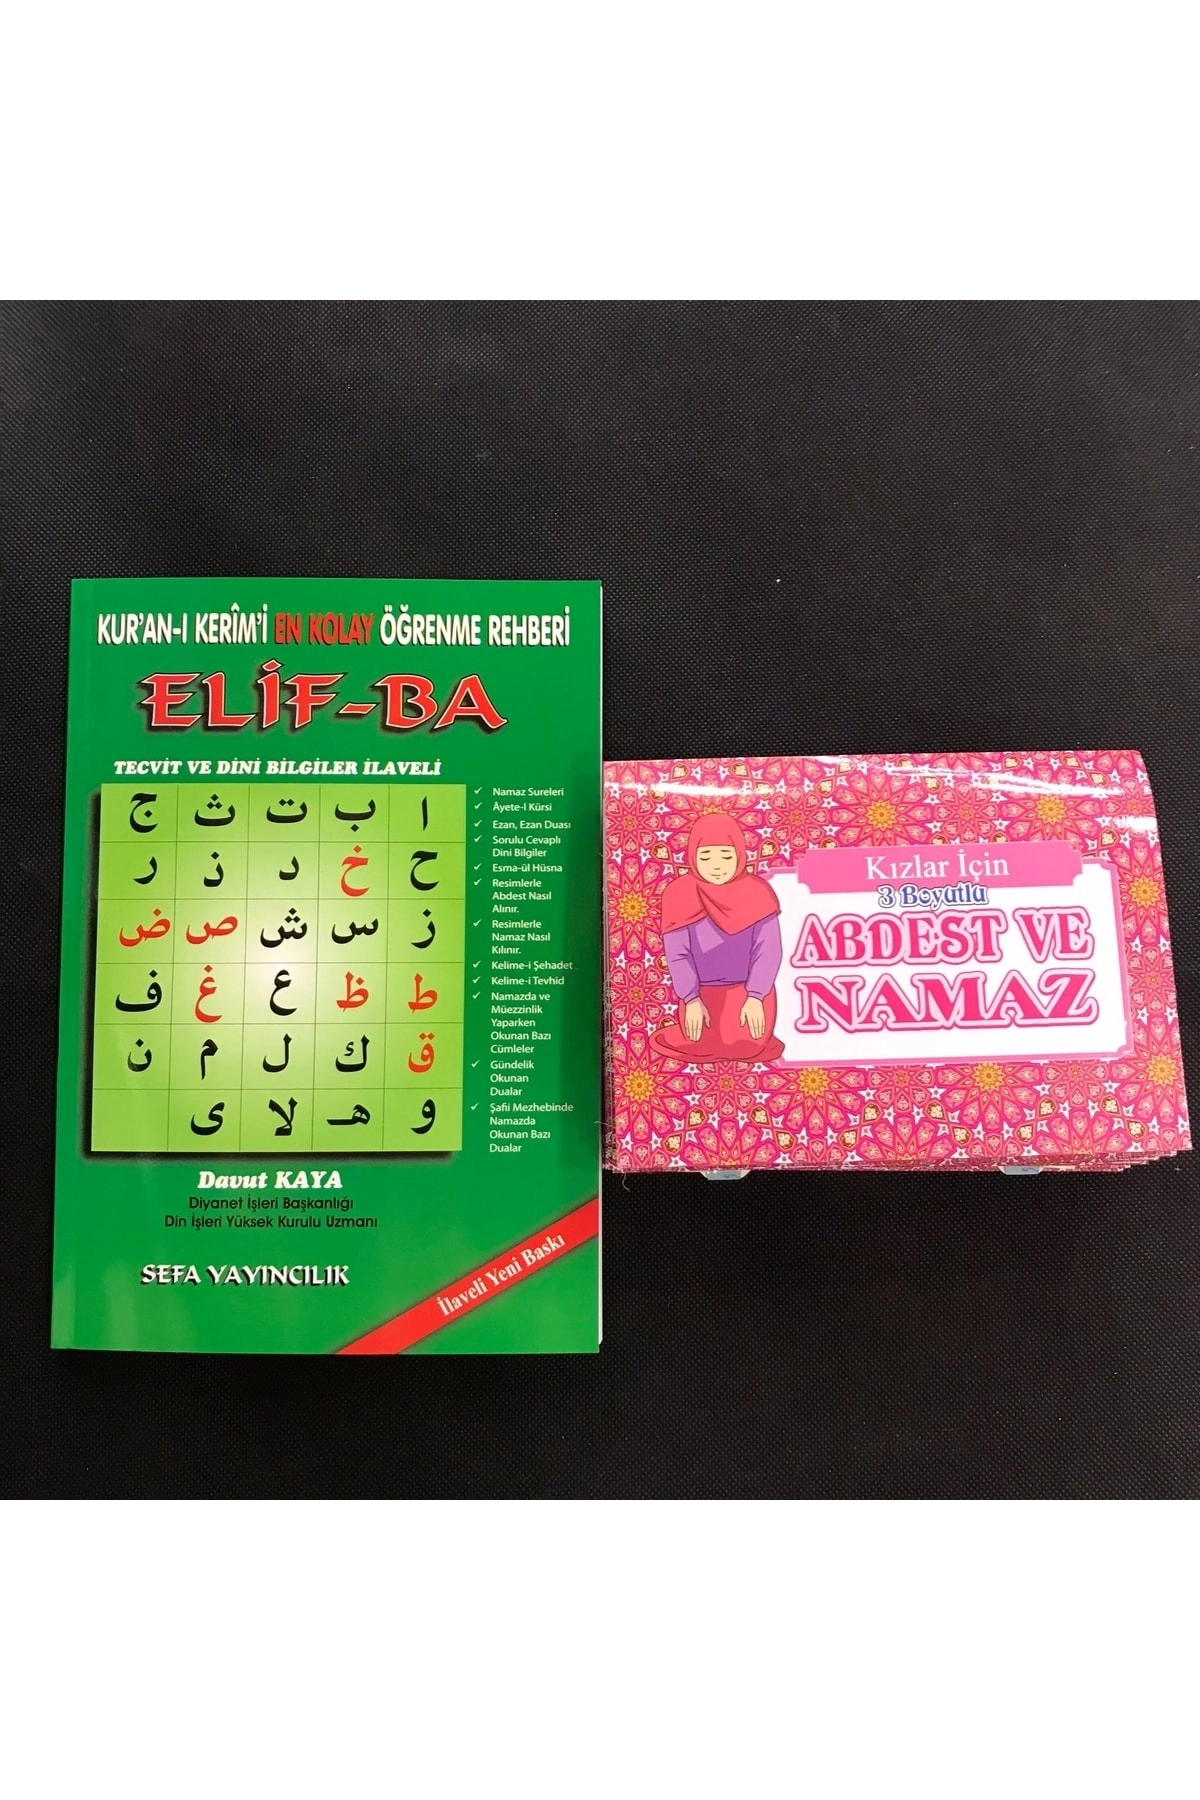 KUR'AN-I KERÎM'İ EN KOLAY ÖĞRENME REHBERİ
ELİF-BA
TECVİT VE DİNİ BİLGİLER İLAVELİ
ا ب ت ث ج
ح خ د ذ ر
ز س ش ص ض
ط ظ ع غ ف
ق ك ل م ن
و هـ لا ى
Namaz Sureleri
Âyete-l Kürsi
Ezan, Ezan Duası
Sorulu Cevaplı
Dini Bilgiler
Esma-ül Hüsna
Resimlerle
Abdest Nasıl
Alınır.
Resimlerle
Namaz Nasıl
Kılınır.
Kelime-i Şehadet
Kelime-i Tevhid
Namazda ve
Müezzinlik
Yaparken
Okunan Bazı
Cümleler
Gündelik
Okunan
Dualar
Şafii Mezhebinde
Namazda
Okunan Bazı
Dualar
Davut KAYA
Diyanet İşleri Başkanlığı
Din İşleri Yüksek Kurulu Uzmanı
SEFA YAYINCILIK
İlaveli Yeni Baskı
Kızlar İçin
3 Boyutlu
ABDEST VE
NAMAZ